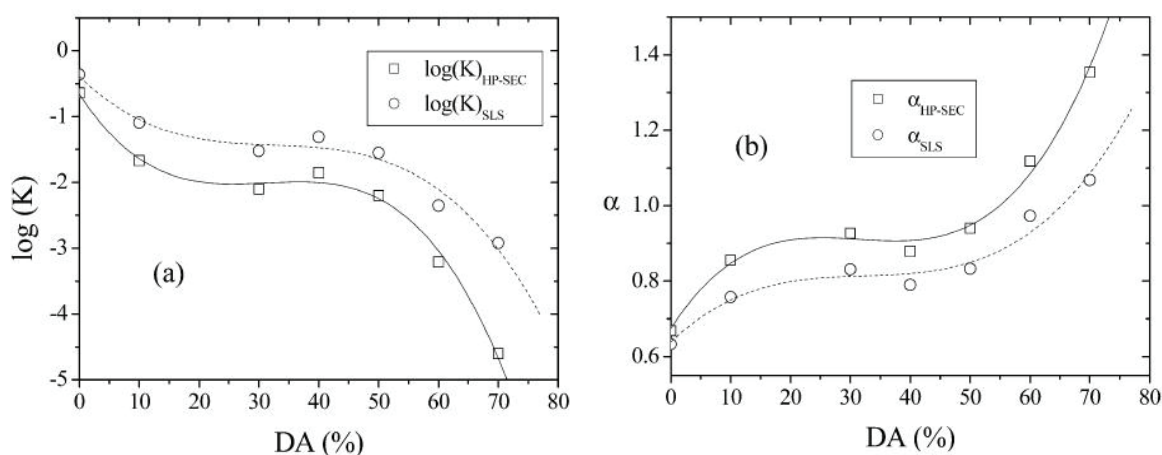 0
-1
-2
-3
-4
-5
log (K)
0 10 20 30 40 50 60 70 80
DA (%)
log(K)HP-SEC
log(K)SLS
(a)
1.4
1.2
1.0
0.8
0.6
α
0 10 20 30 40 50 60 70 80
DA (%)
αHP-SEC
αSLS
(b)